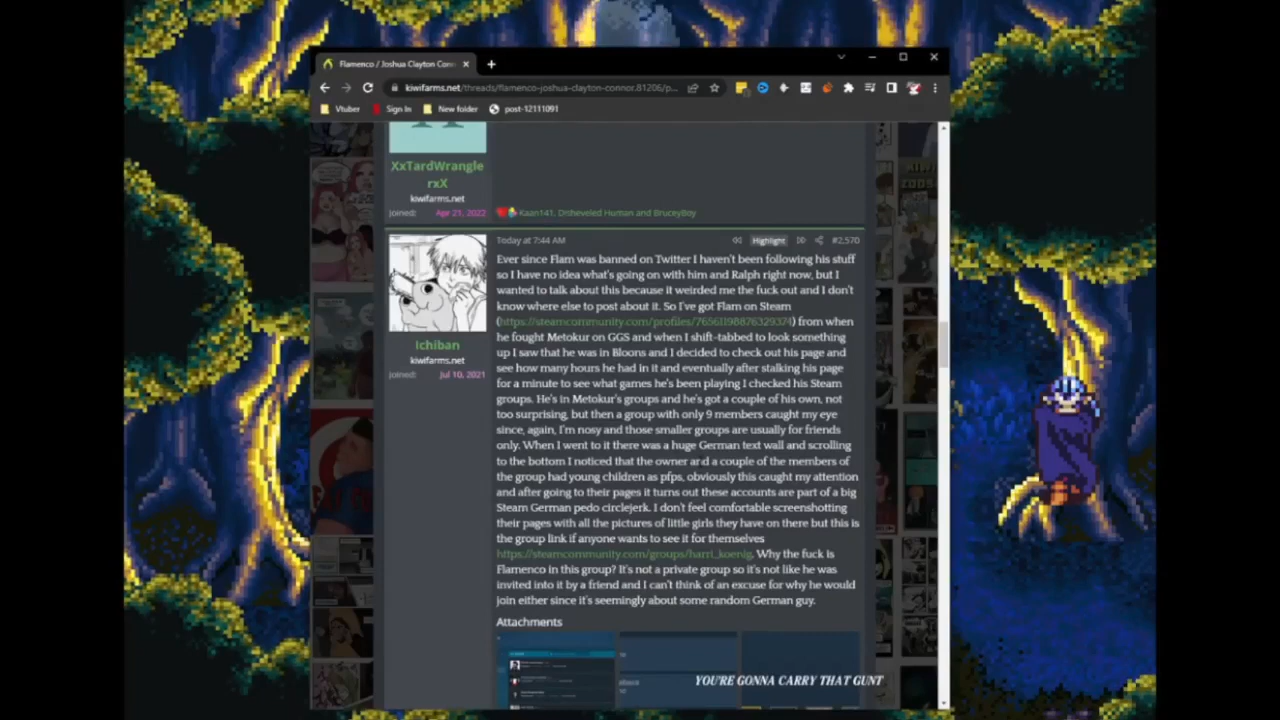 Flamenco / Joshua Clayton Conn
kiwifarms.net/threads/flamenco-joshua-clayton-connor.81206/p...
Vtuber Sign In New folder post-12111091
XxTardWrangle
rxX
kiwifarms.net
Joined: Apr 21, 2022
Kaan141, Dtheveled Human and BruceyBoy
Today at 7:44 AM Highlight #2,570
Ever since Flam was banned on Twitter I haven't been following his stuff
so I have no idea what's going on with him and Ralph right now, but I
wanted to talk about this because it weirded me the fuck out and I don't
know where else to post about it. So I've got Flam on Steam
(https://steamcommunity.com/profiles/76561198876329374) from when
he fought Metokur on GGS and when I shift-tabbed to look something
up I saw that he was in Bloons and I decided to check out his page and
see how many hours he had in it and eventually after stalking his page
for a minute to see what games he's been playing I checked his Steam
groups. He's in Metokur's groups and he's got a couple of his own, not
too surprising, but then a group with only 9 members caught my eye
since, again, I'm nosy and those smaller groups are usually for friends
only. When I went to it there was a huge German text wall and scrolling
to the bottom I noticed that the owner and a couple of the members of
the group had young children as pfps, obviously this caught my attention
and after going to their pages it turns out these accounts are part of a big
Steam German pedo circlejerk. I don't feel comfortable screenshotting
their pages with all the pictures of little girls they have on there but this is
the group link if anyone wants to see it for themselves
https://steamcommunity.com/groups/harri_koenig. Why the fuck is
Flamenco in this group? It's not a private group so it's not like he was
invited into it by a friend and I can't think of an excuse for why he would
join either since it's seemingly about some random German guy.
Ichiban
kiwifarms.net
Joined: Jul 10, 2021
Attachments
YOU'RE GONNA CARRY THAT GUNT